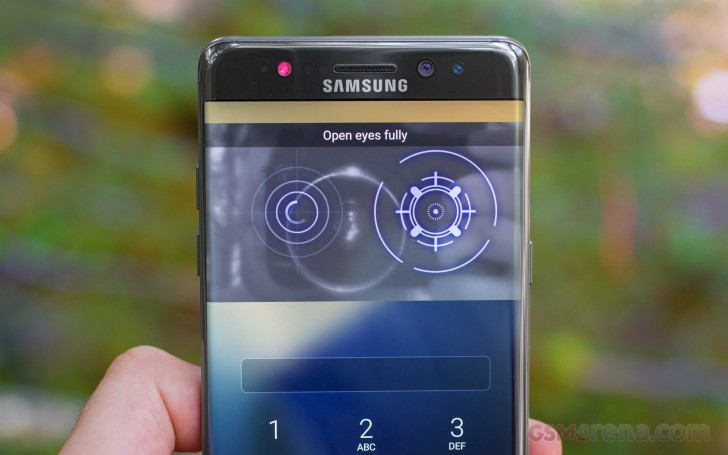 SAMSUNG
Open eyes fully
1 2 3
ABC DEF
GSMArena.com